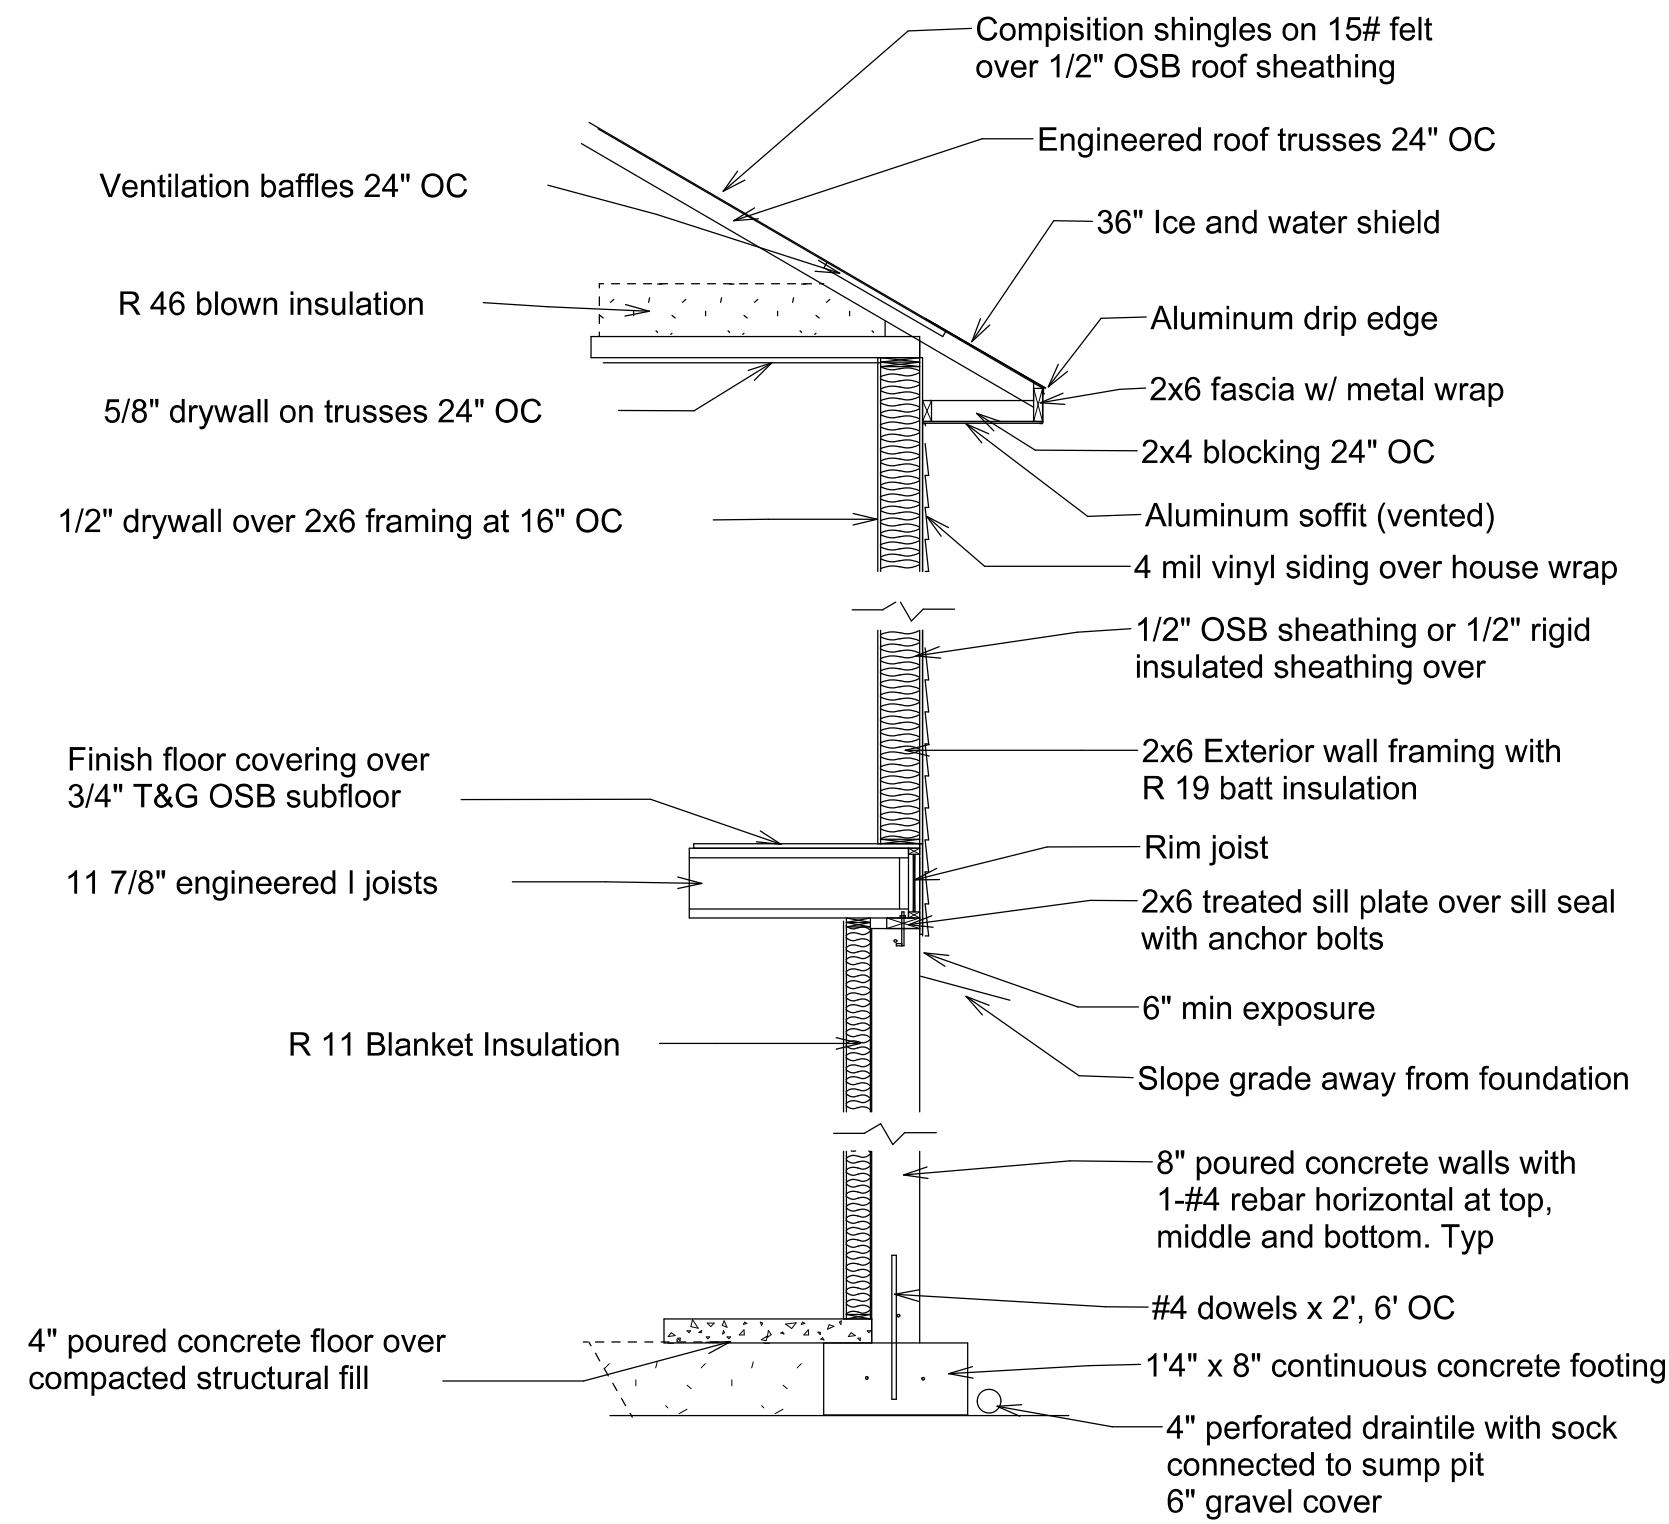 Compisition shingles on 15# felt
over 1/2" OSB roof sheathing
Engineered roof trusses 24" OC
Ventilation baffles 24" OC
36" Ice and water shield
R 46 blown insulation
Aluminum drip edge
2x6 fascia w/ metal wrap
5/8" drywall on trusses 24" OC
2x4 blocking 24" OC
Aluminum soffit (vented)
1/2" drywall over 2x6 framing at 16" OC
4 mil vinyl siding over house wrap
1/2" OSB sheathing or 1/2" rigid
insulated sheathing over
Finish floor covering over
3/4" T&G OSB subfloor
2x6 Exterior wall framing with
R 19 batt insulation
Rim joist
11 7/8" engineered I joists
2x6 treated sill plate over sill seal
with anchor bolts
6" min exposure
R 11 Blanket Insulation
Slope grade away from foundation
8" poured concrete walls with
1-#4 rebar horizontal at top,
middle and bottom. Typ
#4 dowels x 2', 6' OC
4" poured concrete floor over
compacted structural fill
1'4" x 8" continuous concrete footing
4" perforated draintile with sock
connected to sump pit
6" gravel cover